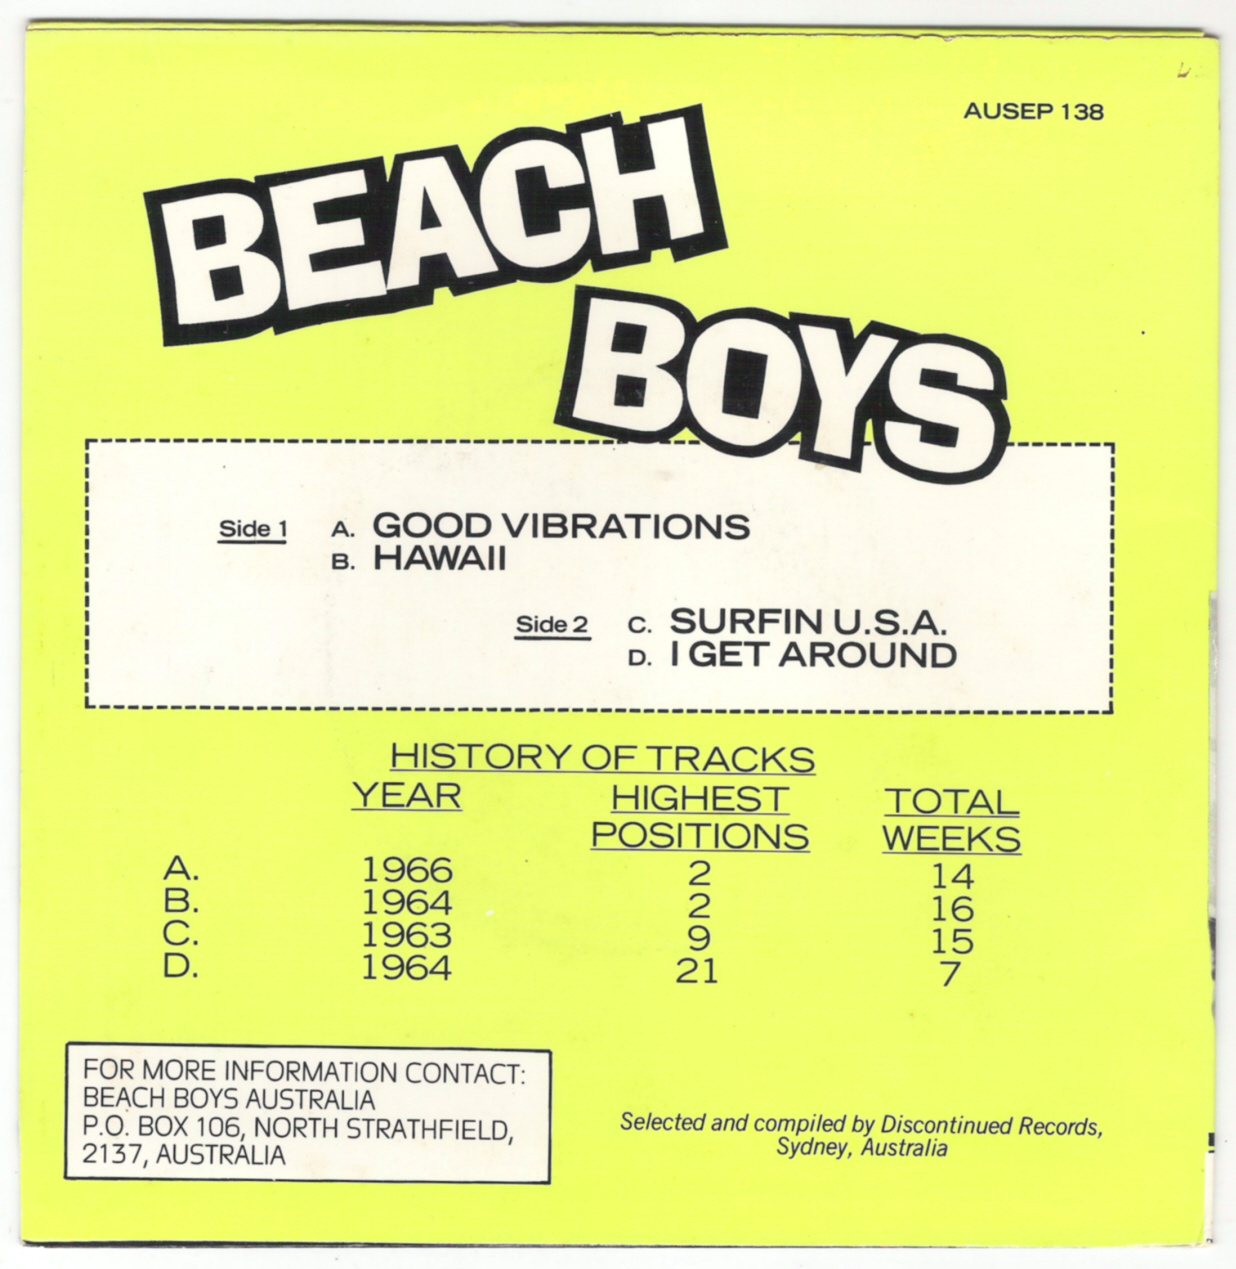 AUSEP 138
BEACH
BOYS
Side 1 A. GOOD VIBRATIONS
B. HAWAII
Side 2 C. SURFIN U.S.A.
D. I GET AROUND
HISTORY OF TRACKS
YEAR HIGHEST POSITIONS TOTAL WEEKS
A. 1966 2 14
B. 1964 2 16
C. 1963 9 15
D. 1964 21 7
FOR MORE INFORMATION CONTACT:
BEACH BOYS AUSTRALIA
P.O. BOX 106, NORTH STRATHFIELD,
2137, AUSTRALIA
Selected and compiled by Discontinued Records,
Sydney, Australia